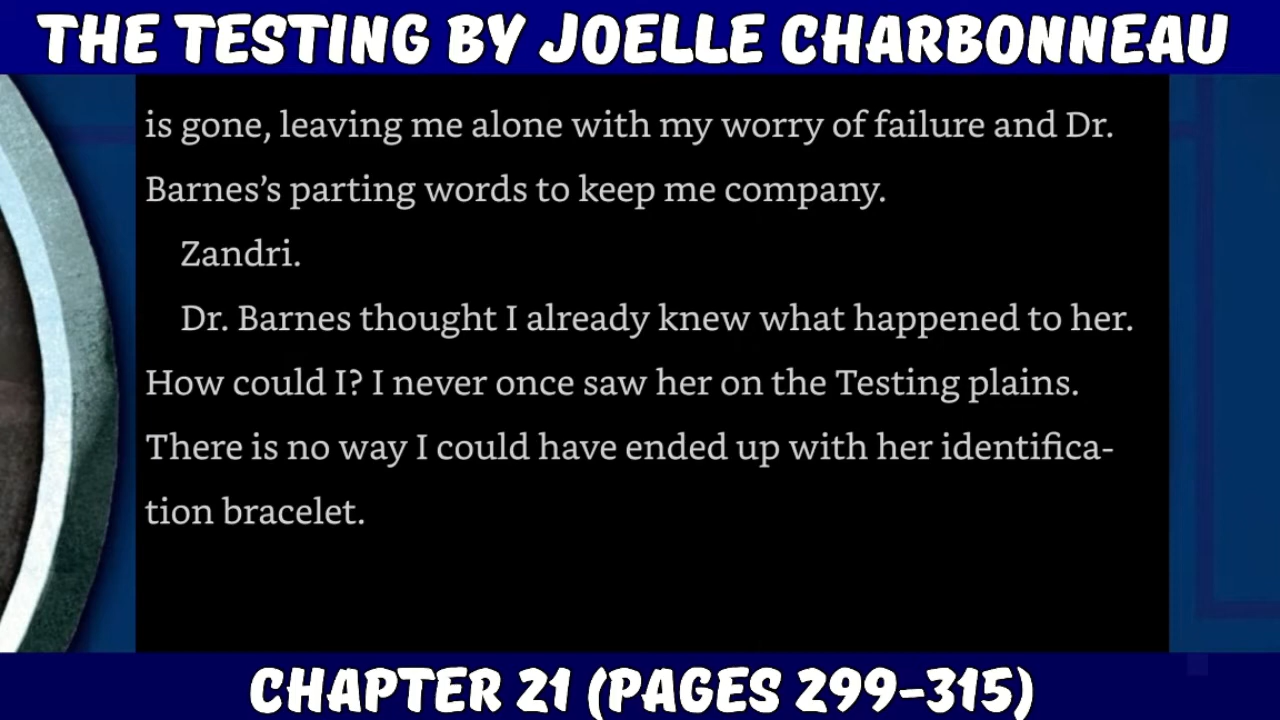 THE TESTING BY JOELLE CHARBONNEAU
is gone, leaving me alone with my worry of failure and Dr.
Barnes’s parting words to keep me company.
Zandri.
Dr. Barnes thought I already knew what happened to her.
How could I? I never once saw her on the Testing plains.
There is no way I could have ended up with her identifica-
tion bracelet.
CHAPTER 21 (PAGES 299-315)